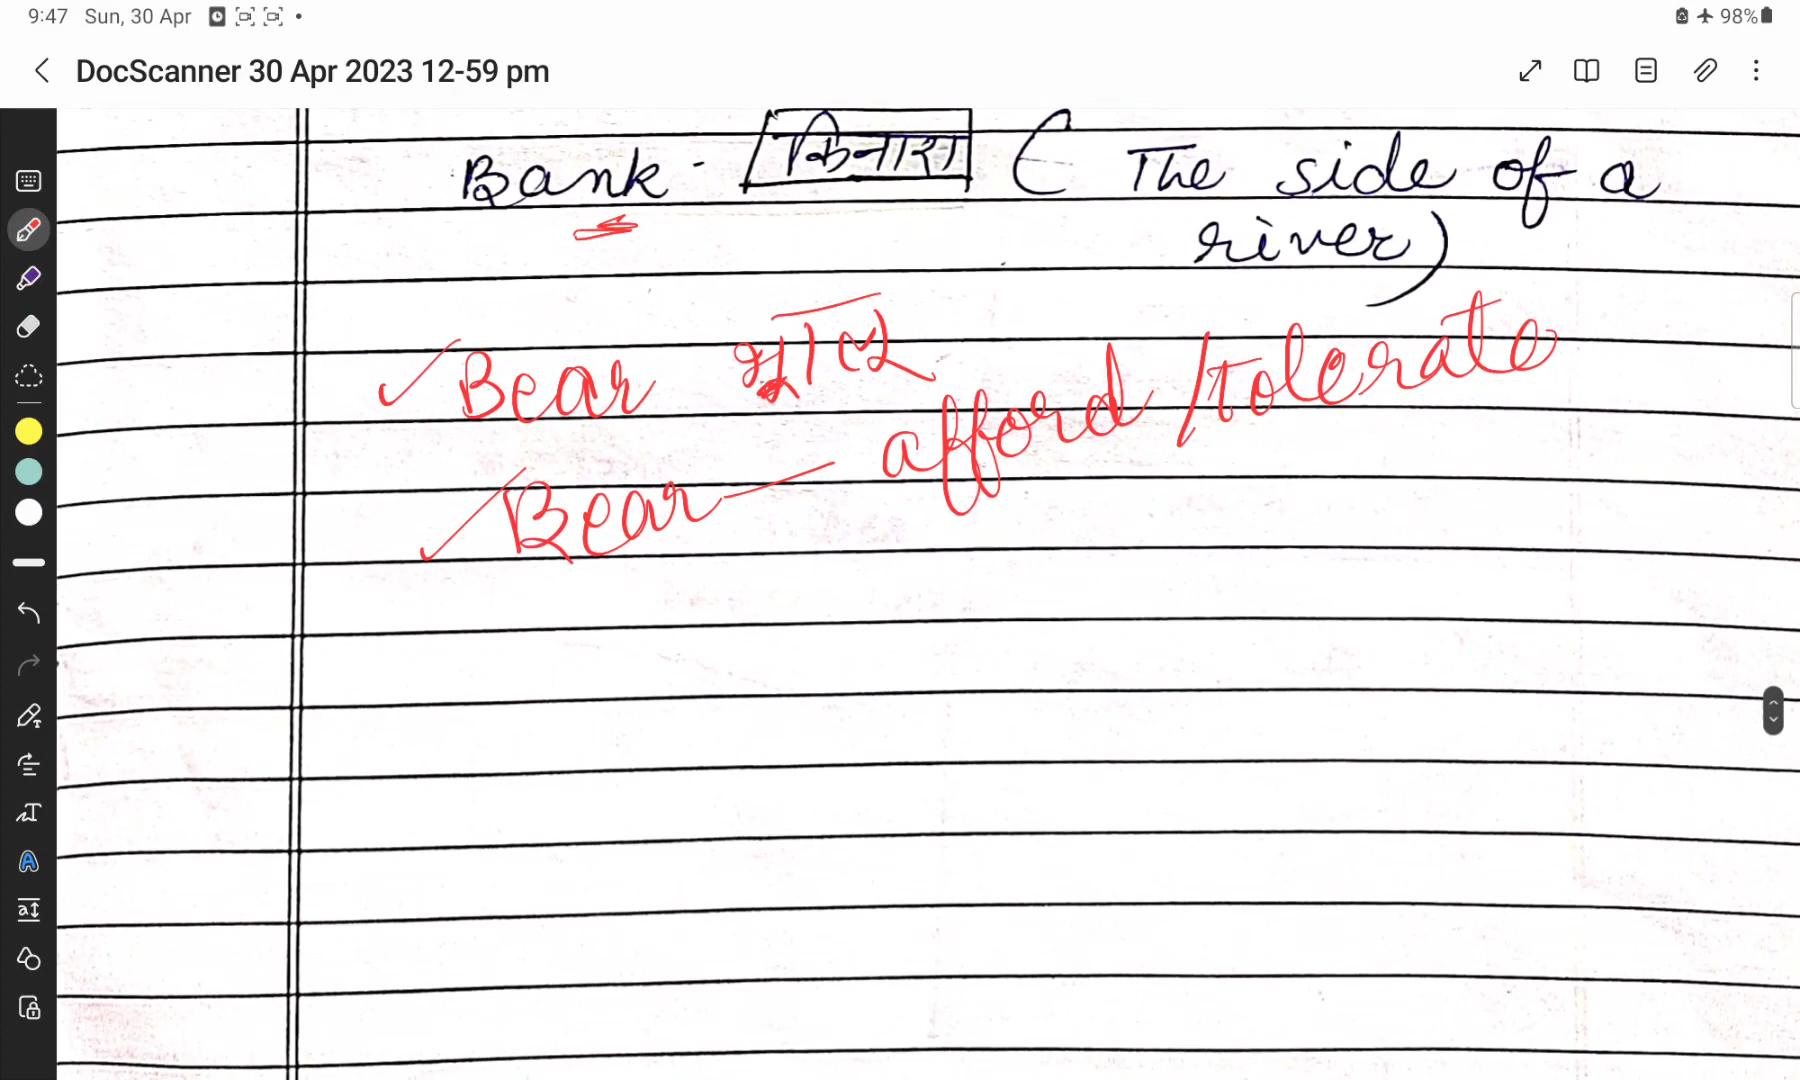 9:47 Sun, 30 Apr
98%
DocScanner 30 Apr 2023 12-59 pm
Bank - किनारा ( The side of a
river)
Bear
Bear — afford / tolerate